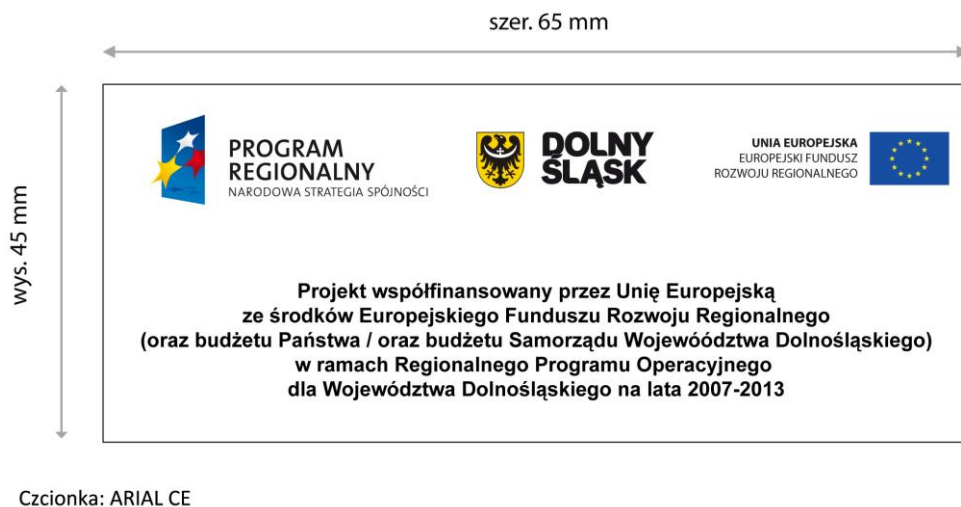 szer. 65 mm
wys. 45 mm
PROGRAM
REGIONALNY
NARODOWA STRATEGIA SPÓJNOŚCI
DOLNY
ŚLĄSK
UNIA EUROPEJSKA
EUROPEJSKI FUNDUSZ
ROZWOJU REGIONALNEGO
Projekt współfinansowany przez Unię Europejską
ze środków Europejskiego Funduszu Rozwoju Regionalnego
(oraz budżetu Państwa / oraz budżetu Samorządu Wojewóództwa Dolnośląskiego)
w ramach Regionalnego Programu Operacyjnego
dla Województwa Dolnośląskiego na lata 2007-2013
Czcionka: ARIAL CE